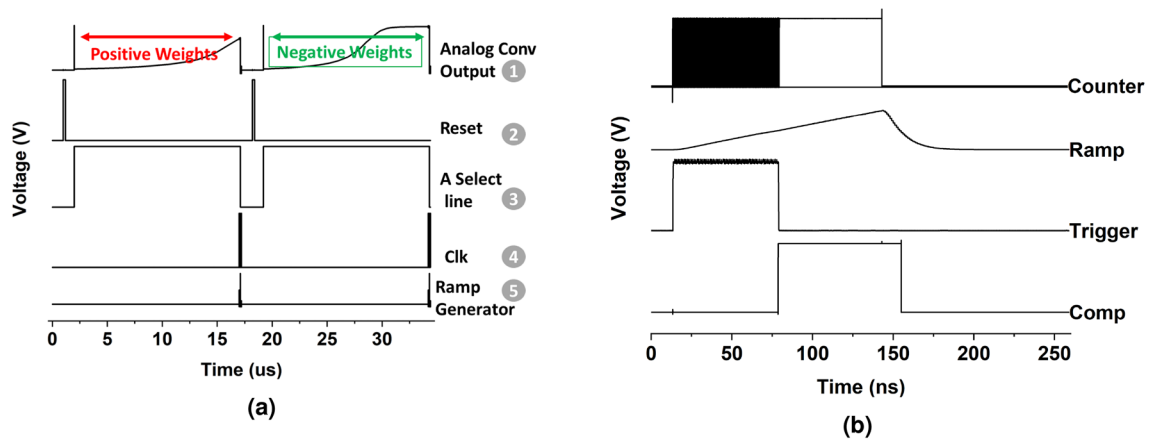 Voltage (V)
Positive Weights
Negative Weights
Analog Conv
Output 1
Reset 2
A Select
line 3
Clk 4
Ramp 5
Generator
0 5 10 15 20 25 30
Time (us)
(a)
Voltage (V)
Counter
Ramp
Trigger
Comp
0 50 100 150 200 250
Time (ns)
(b)